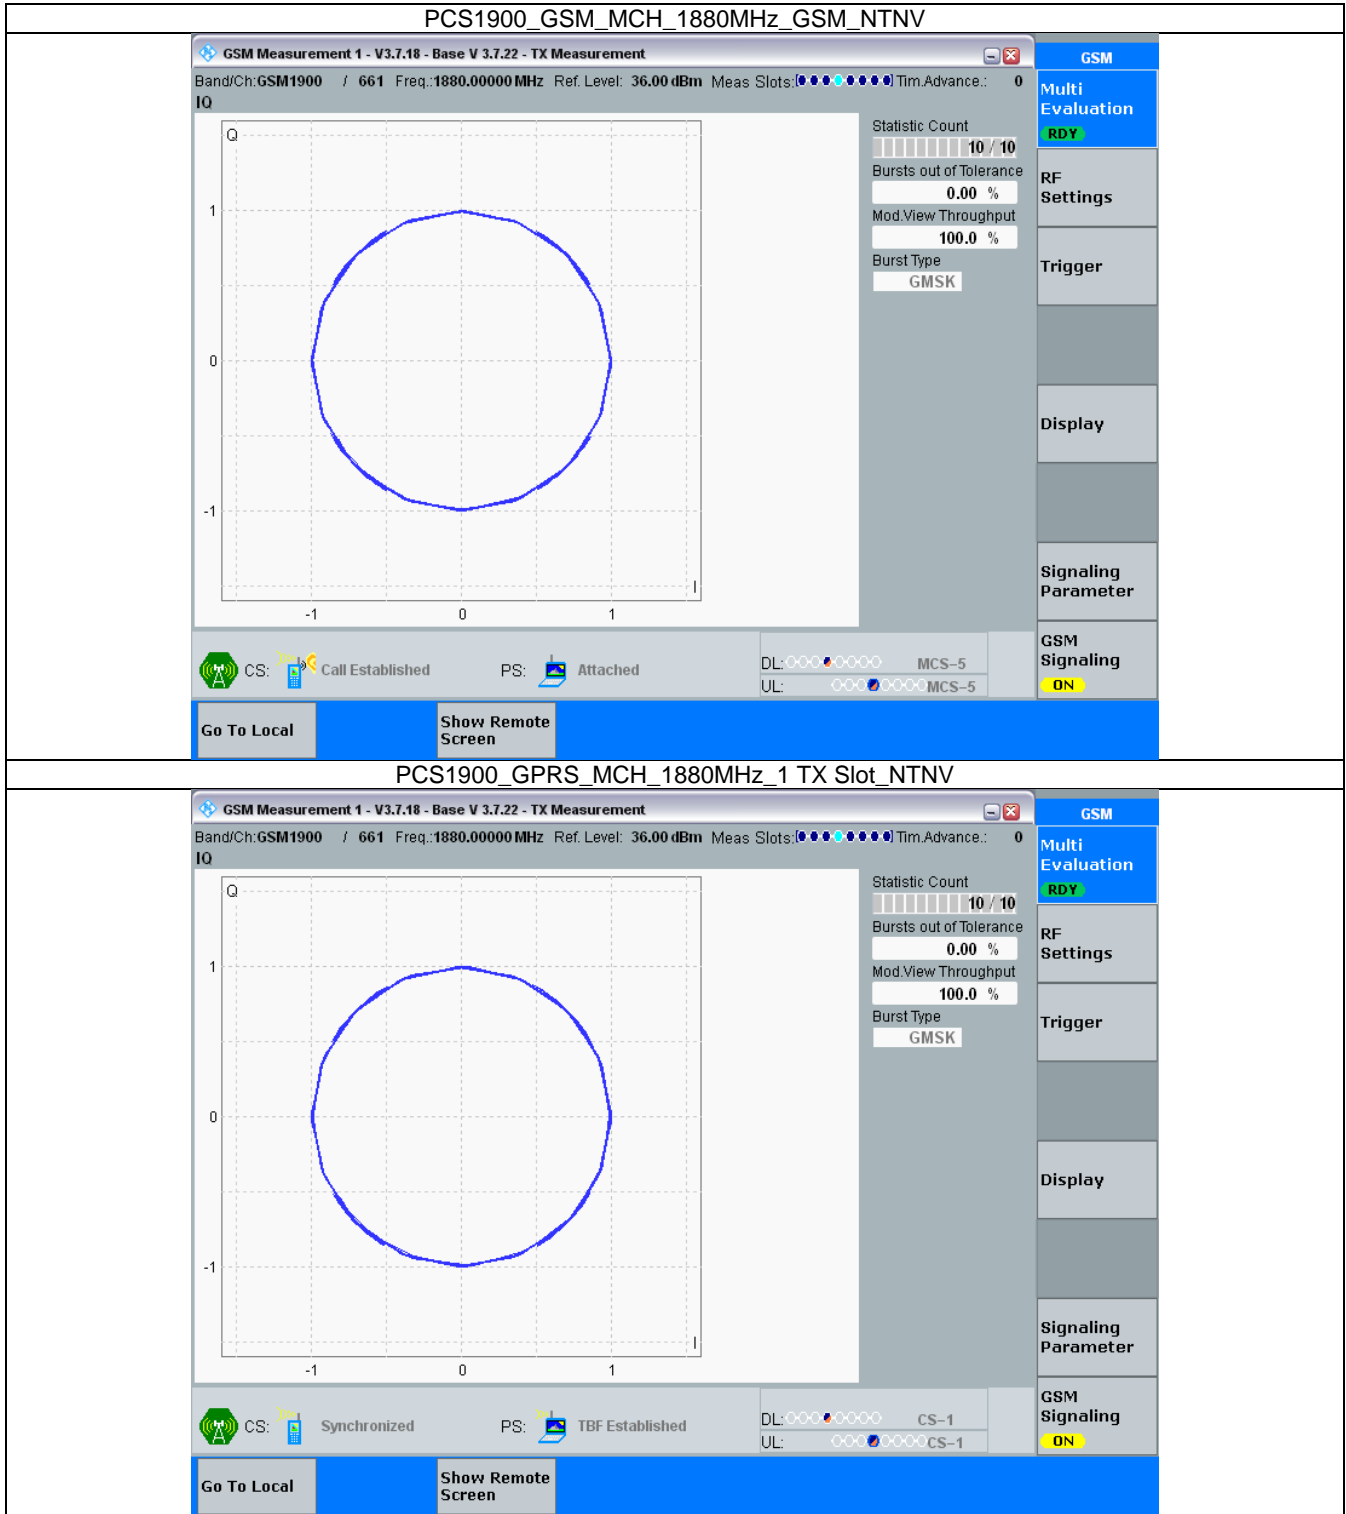 PCS1900_GSM_MCH_1880MHz_GSM_NTNV
GSM Measurement 1 - V3.7.18 - Base V 3.7.22 - TX Measurement
GSM
Band/Ch:GSM1900 / 661 Freq.:1880.00000 MHz Ref. Level: 36.00 dBm Meas Slots: Tim.Advance.: 0
IQ
Multi
Evaluation
RDY
Q
Statistic Count
10 / 10
Bursts out of Tolerance
0.00 %
Mod.View Throughput
100.0 %
Burst Type
GMSK
RF
Settings
Trigger
Display
Signaling
Parameter
GSM
Signaling
ON
1
0
-1
I
-1 0 1
CS: Call Established PS: Attached
DL: MCS-5
UL: MCS-5
Go To Local
Show Remote
Screen
PCS1900_GPRS_MCH_1880MHz_1 TX Slot_NTNV
GSM Measurement 1 - V3.7.18 - Base V 3.7.22 - TX Measurement
GSM
Band/Ch:GSM1900 / 661 Freq.:1880.00000 MHz Ref. Level: 36.00 dBm Meas Slots: Tim.Advance.: 0
IQ
Multi
Evaluation
RDY
Q
Statistic Count
10 / 10
Bursts out of Tolerance
0.00 %
Mod.View Throughput
100.0 %
Burst Type
GMSK
RF
Settings
Trigger
Display
Signaling
Parameter
GSM
Signaling
ON
1
0
-1
I
-1 0 1
CS: Synchronized PS: TBF Established
DL: CS-1
UL: CS-1
Go To Local
Show Remote
Screen